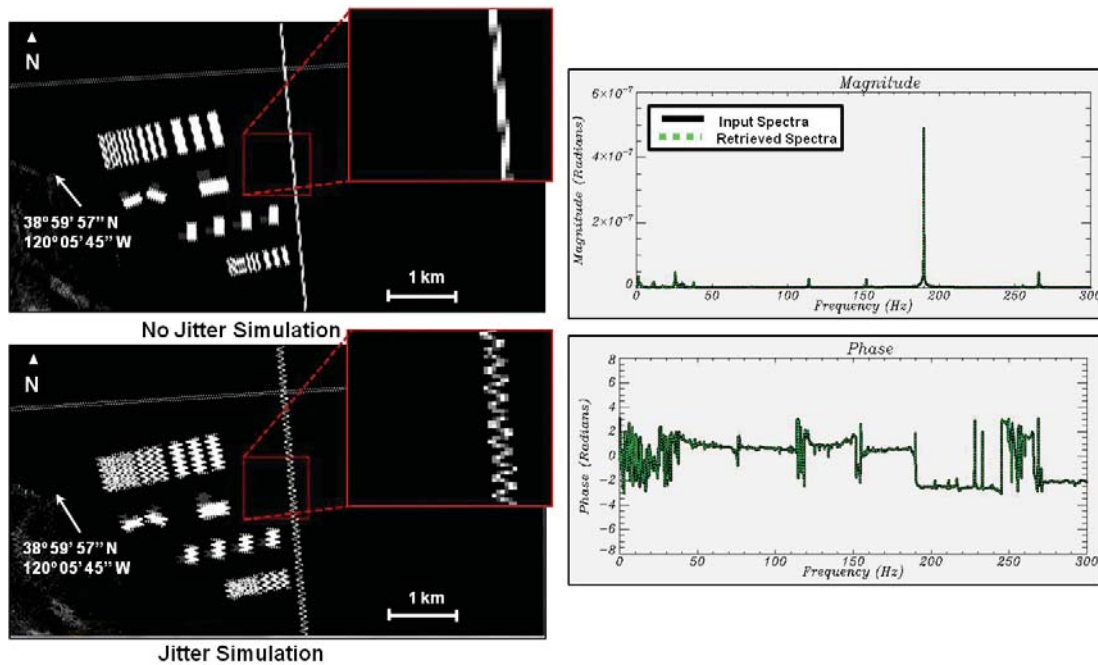 N
38° 59' 57" N
120° 05' 45" W
1 km
No Jitter Simulation
N
38° 59' 57" N
120° 05' 45" W
1 km
Jitter Simulation
Magnitude
Input Spectra
Retrieved Spectra
Magnitude (Radians)
6×10⁻⁷
4×10⁻⁷
2×10⁻⁷
0
0 50 100 150 200 250 300
Frequency (Hz)
Phase
Phase (Radians)
8
6
4
2
0
-2
-4
-6
-8
0 50 100 150 200 250 300
Frequency (Hz)